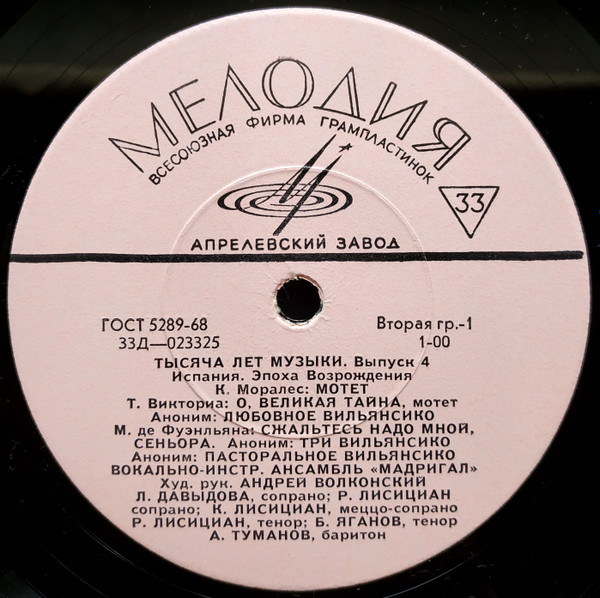 МЕЛОДИЯ
ВСЕСОЮЗНАЯ ФИРМА ГРАМПЛАСТИНОК
33
АПРЕЛЕВСКИЙ ЗАВОД
ГОСТ 5289-68 Вторая гр.-1
33Д—023325 1-00
ТЫСЯЧА ЛЕТ МУЗЫКИ. Выпуск 4
Испания. Эпоха Возрождения
К. Моралес: МОТЕТ
Т. Викториа: О, ВЕЛИКАЯ ТАЙНА, мотет
Аноним: ЛЮБОВНОЕ ВИЛЬЯНСИКО
М. де Фуэнльяна: СЖАЛЬТЕСЬ НАДО МНОЙ,
СЕНЬОРА. Аноним: ТРИ ВИЛЬЯНСИКО
Аноним: ПАСТОРАЛЬНОЕ ВИЛЬЯНСИКО
ВОКАЛЬНО-ИНСТР. АНСАМБЛЬ «МАДРИГАЛ»
Худ. рук. АНДРЕЙ ВОЛКОНСКИЙ
Л. ДАВЫДОВА, сопрано; Р. ЛИСИЦИАН
сопрано; К. ЛИСИЦИАН, меццо-сопрано
Р. ЛИСИЦИАН, тенор; Б. ЯГАНОВ, тенор
А. ТУМАНОВ, баритон